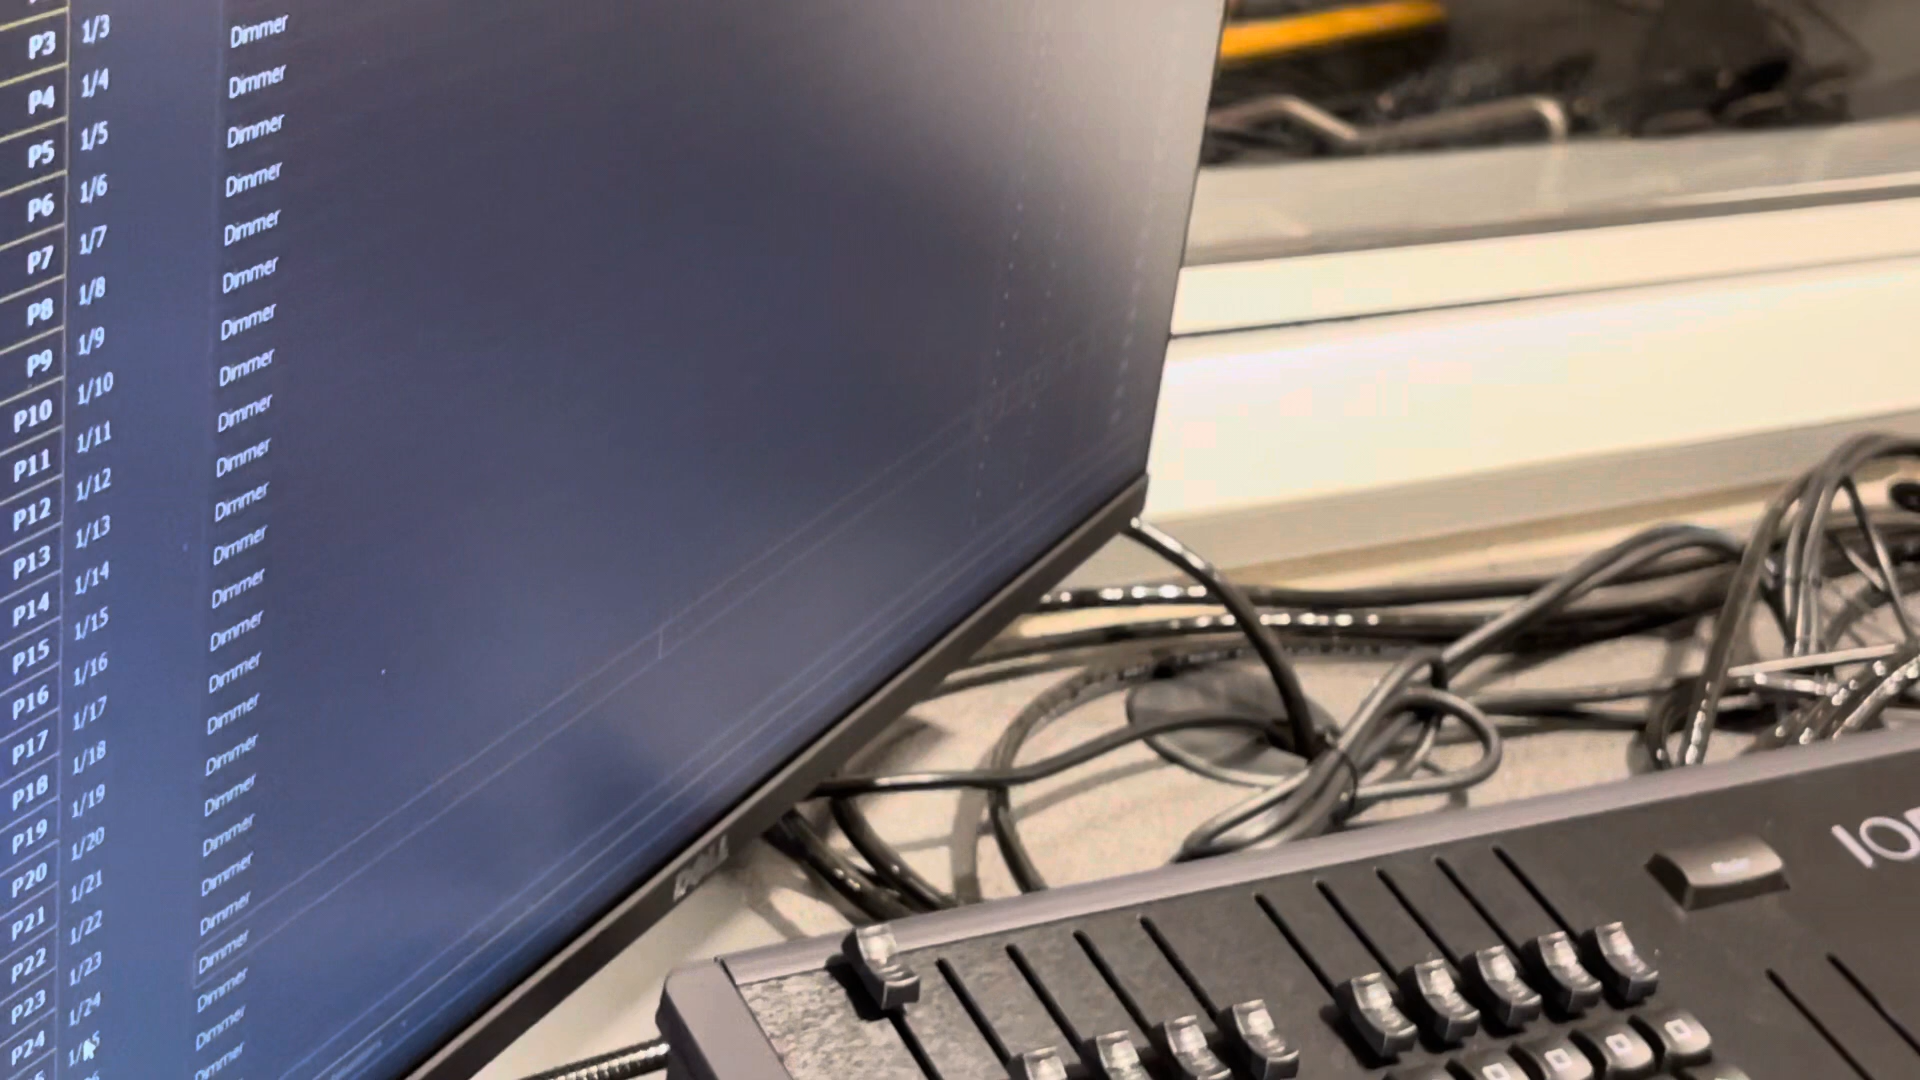 P3 1/3 Dimmer
P4 1/4 Dimmer
P5 1/5 Dimmer
P6 1/6 Dimmer
P7 1/7 Dimmer
P8 1/8 Dimmer
P9 1/9 Dimmer
P10 1/10 Dimmer
P11 1/11 Dimmer
P12 1/12 Dimmer
P13 1/13 Dimmer
P14 1/14 Dimmer
P15 1/15 Dimmer
P16 1/16 Dimmer
P17 1/17 Dimmer
P18 1/18 Dimmer
P19 1/19 Dimmer
P20 1/20 Dimmer
P21 1/21 Dimmer
P22 1/22 Dimmer
P23 1/23 Dimmer
P24 1/24 Dimmer
Dimmer
Dimmer
Dimmer
DELL